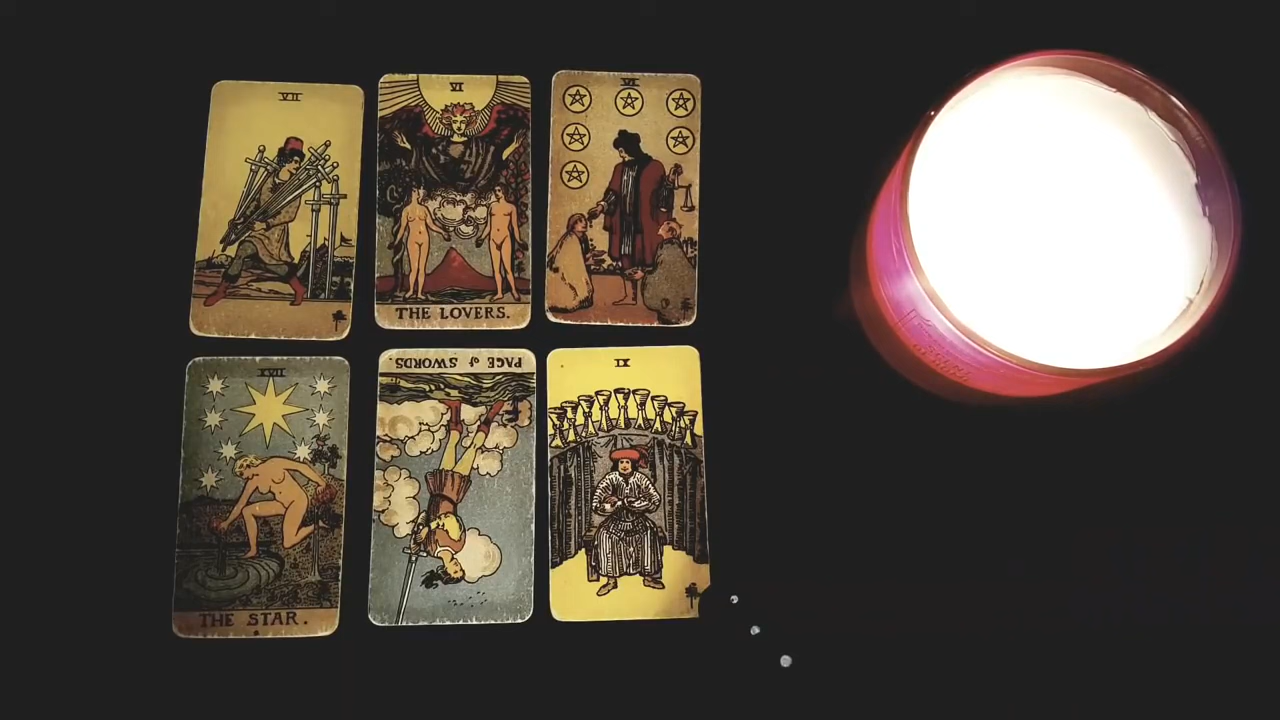 VII
VI
THE LOVERS.
VI
XVII
THE STAR.
PAGE of SWORDS.
IX